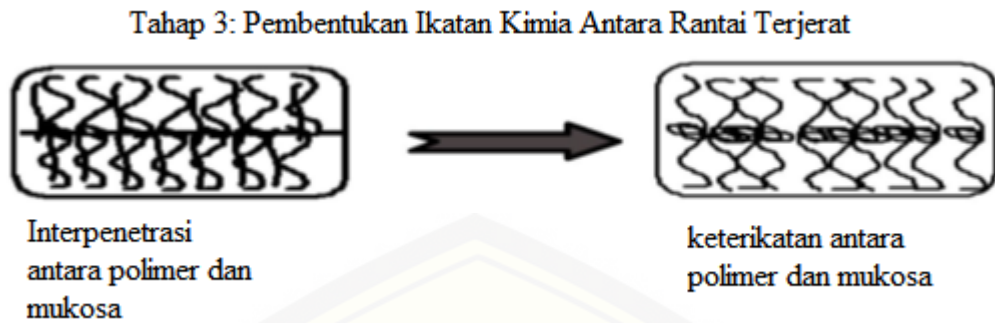 Tahap 3: Pembentukan Ikatan Kimia Antara Rantai Terjerat
Interpenetrasi
antara polimer dan
mukosa
keterikatan antara
polimer dan mukosa